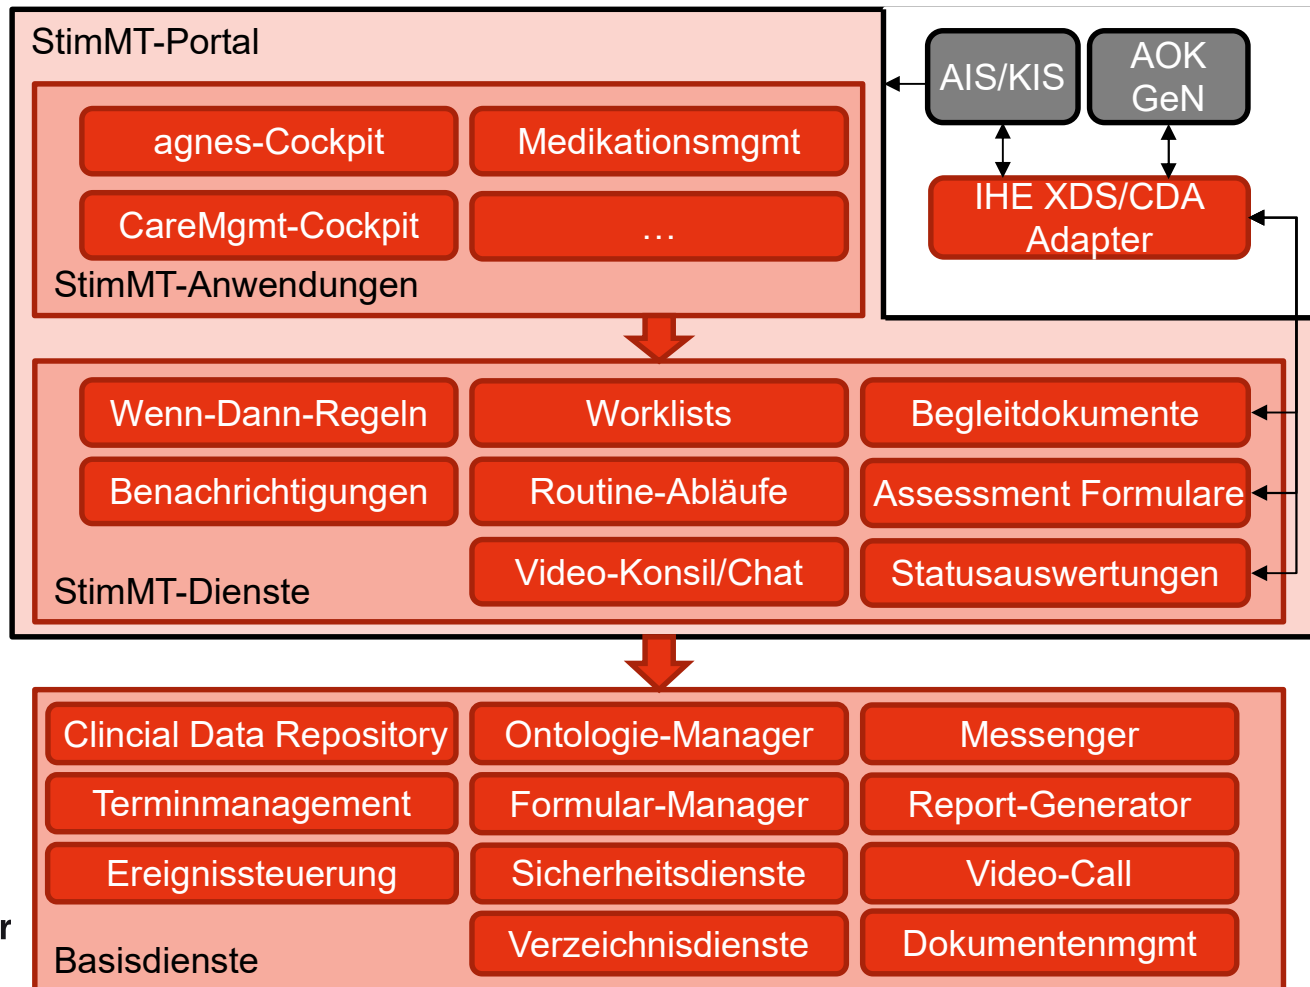 StimMT-Portal
agnes-Cockpit
Medikationsmgmt
CareMgmt-Cockpit
…
StimMT-Anwendungen
AIS/KIS
AOK
GeN
IHE XDS/CDA
Adapter
Wenn-Dann-Regeln
Worklists
Begleitdokumente
Benachrichtigungen
Routine-Abläufe
Assessment Formulare
Video-Konsil/Chat
Statusauswertungen
StimMT-Dienste
Clincial Data Repository
Ontologie-Manager
Messenger
Terminmanagement
Formular-Manager
Report-Generator
Ereignissteuerung
Sicherheitsdienste
Video-Call
r
Verzeichnisdienste
Dokumentenmgmt
Basisdienste